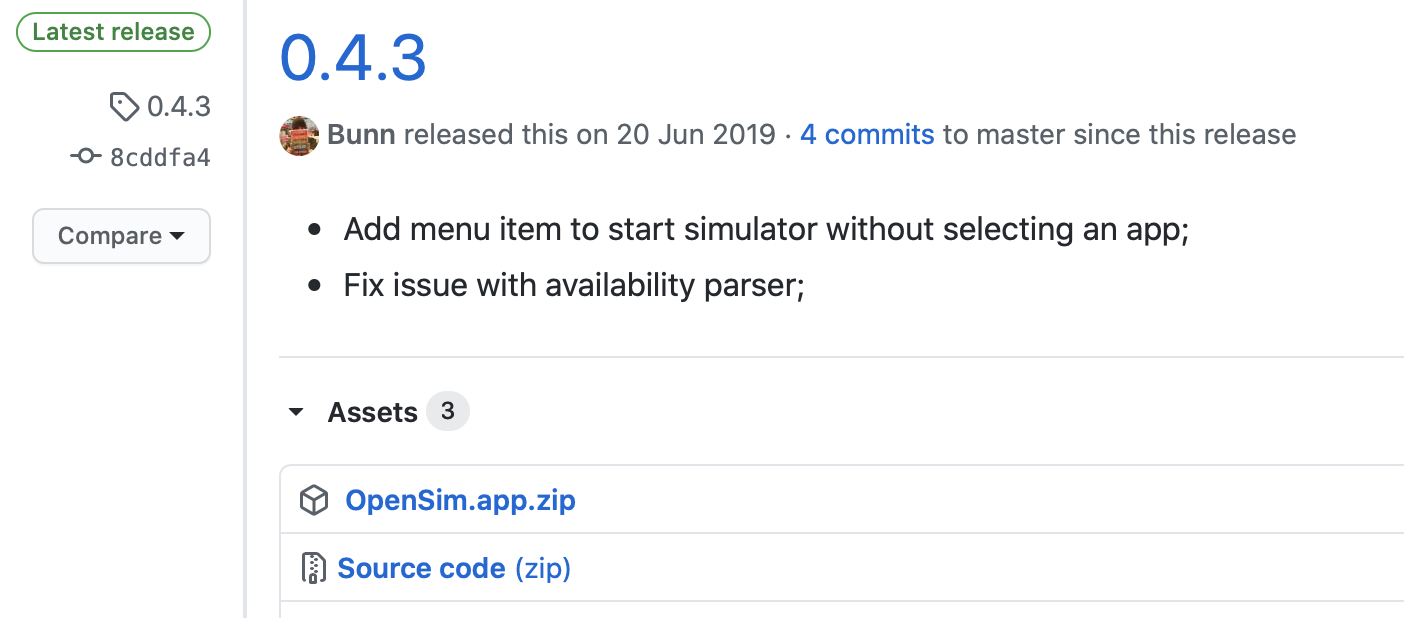 Latest release
0.4.3
8cddfa4
Compare
0.4.3
Bunn released this on 20 Jun 2019 · 4 commits to master since this release
Add menu item to start simulator without selecting an app;
Fix issue with availability parser;
Assets 3
OpenSim.app.zip
Source code (zip)